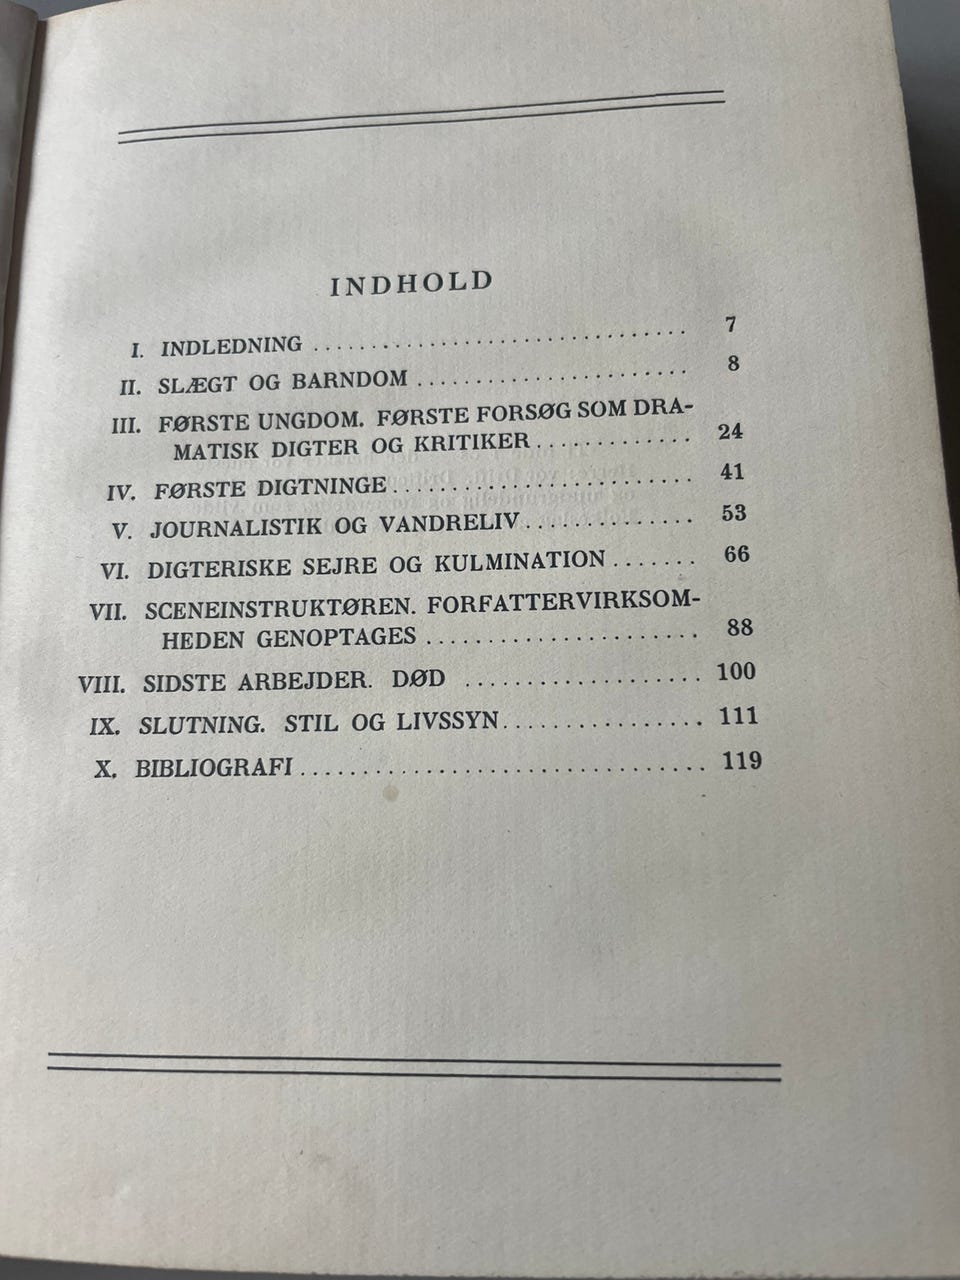 INDHOLD
I. INDLEDNING ................................ 7
II. SLÆGT OG BARNDOM ........................ 8
III. FØRSTE UNGDOM. FØRSTE FORSØG SOM DRA-
MATISK DIGTER OG KRITIKER ............. 24
IV. FØRSTE DIGTNINGE .......................... 41
V. JOURNALISTIK OG VANDRELIV ............... 53
VI. DIGTERISKE SEJRE OG KULMINATION ....... 66
VII. SCENEINSTRUKTØREN. FORFATTERVIRKSOM-
HEDEN GENOPTAGES ........................ 88
VIII. SIDSTE ARBEJDER. DØD ..................... 100
IX. SLUTNING. STIL OG LIVSSYN .................. 111
X. BIBLIOGRAFI .................................... 119